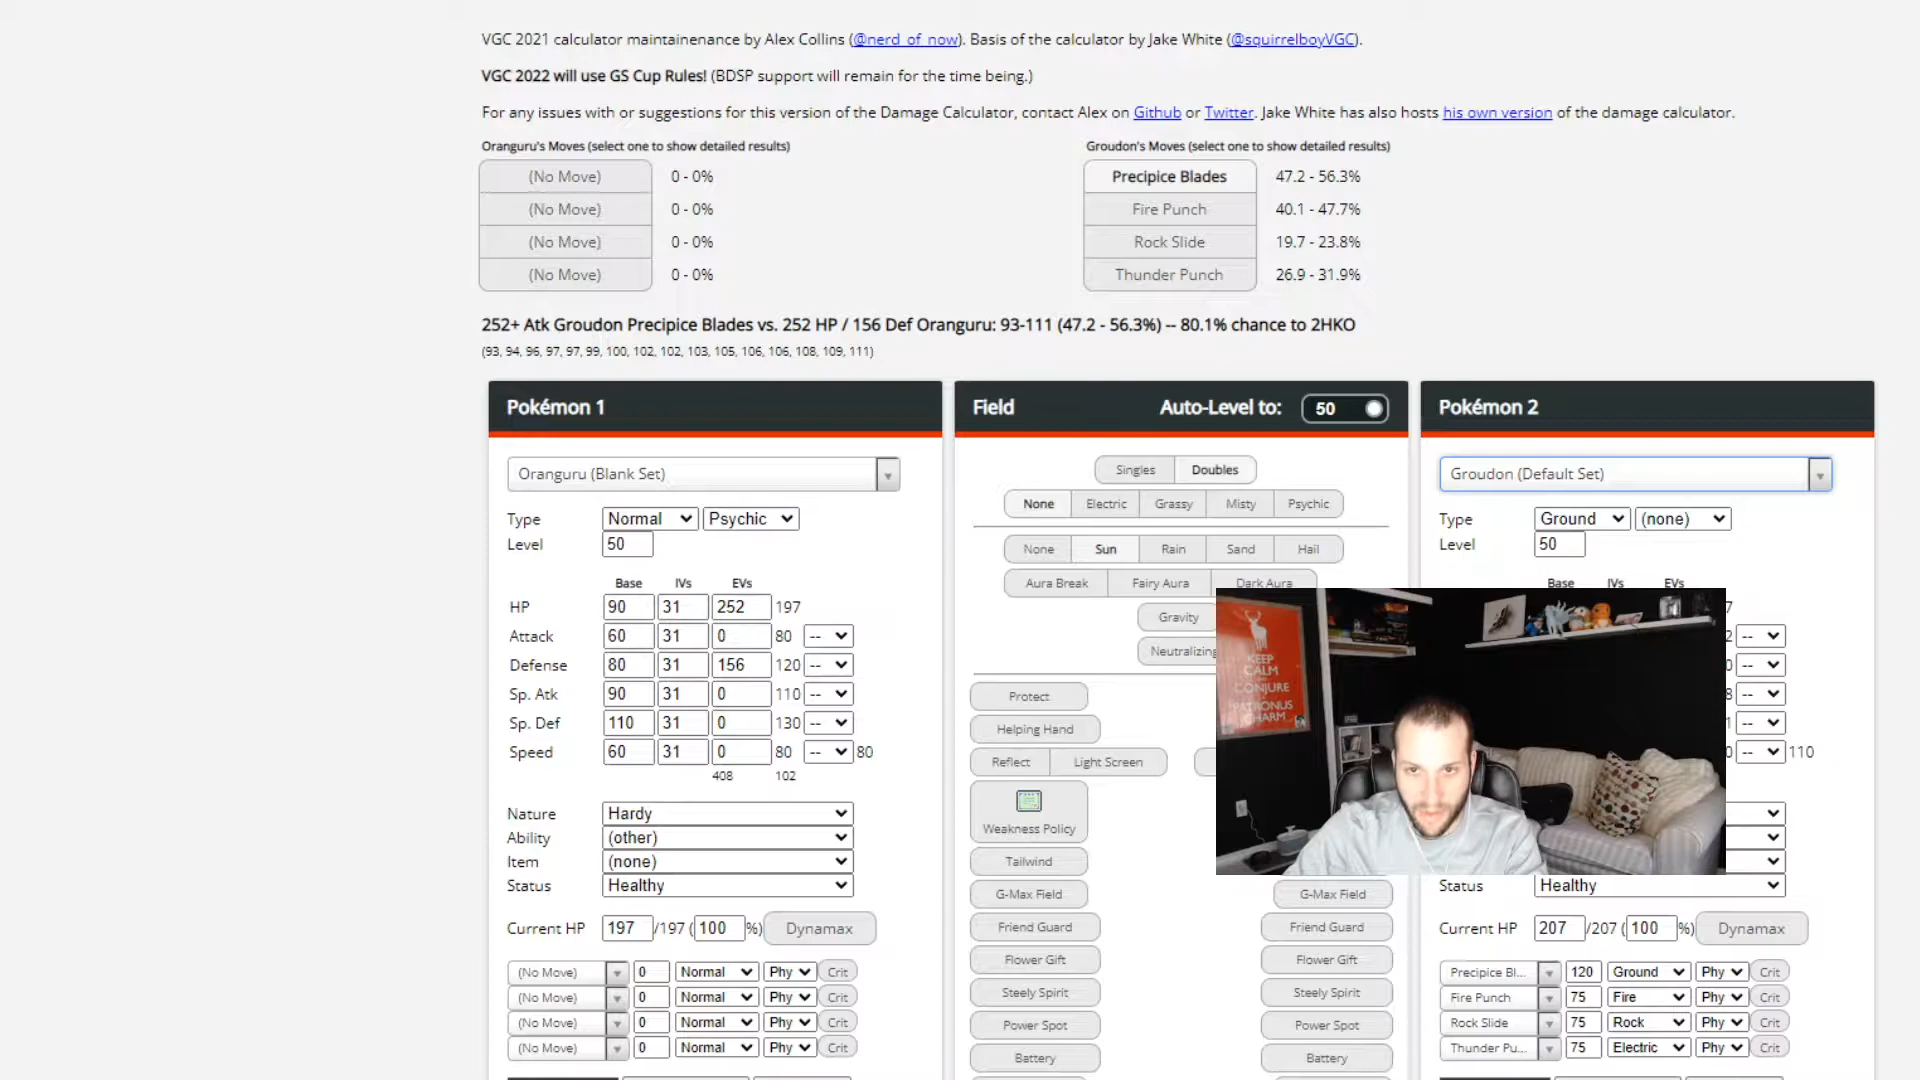 VGC 2021 calculator maintainenance by Alex Collins (@nerd_of_now). Basis of the calculator by Jake White (@squirrelboyVGC).
VGC 2022 will use GS Cup Rules! (BDSP support will remain for the time being.)
For any issues with or suggestions for this version of the Damage Calculator, contact Alex on Github or Twitter. Jake White has also hosts his own version of the damage calculator.
Oranguru's Moves (select one to show detailed results)
(No Move) 0 - 0%
(No Move) 0 - 0%
(No Move) 0 - 0%
(No Move) 0 - 0%
Groudon's Moves (select one to show detailed results)
Precipice Blades 47.2 - 56.3%
Fire Punch 40.1 - 47.7%
Rock Slide 19.7 - 23.8%
Thunder Punch 26.9 - 31.9%
252+ Atk Groudon Precipice Blades vs. 252 HP / 156 Def Oranguru: 93-111 (47.2 - 56.3%) -- 80.1% chance to 2HKO
(93, 94, 96, 97, 97, 99, 100, 102, 102, 103, 105, 106, 106, 108, 109, 111)
Pokémon 1
Oranguru (Blank Set)
Type Normal Psychic
Level 50
Base IVs EVs
HP 90 31 252 197
Attack 60 31 0 80 --
Defense 80 31 156 120 --
Sp. Atk 90 31 0 110 --
Sp. Def 110 31 0 130 --
Speed 60 31 0 80 -- 80
408 102
Nature Hardy
Ability (other)
Item (none)
Status Healthy
Current HP 197 /197 ( 100 %) Dynamax
(No Move) 0 Normal Phy Crit
(No Move) 0 Normal Phy Crit
(No Move) 0 Normal Phy Crit
(No Move) 0 Normal Phy Crit
Field Auto-Level to: 50
Singles Doubles
None Electric Grassy Misty Psychic
None Sun Rain Sand Hail
Aura Break Fairy Aura Dark Aura
Gravity
Neutralizing
Protect
Helping Hand
Reflect Light Screen
Weakness Policy
Tailwind
G-Max Field G-Max Field
Friend Guard Friend Guard
Flower Gift Flower Gift
Steely Spirit Steely Spirit
Power Spot Power Spot
Battery Battery
KEEP
CALM
CONJURE
PATRONUS
CHARM
Pokémon 2
Groudon (Default Set)
Type Ground (none)
Level 50
Base IVs EVs
7
2 --
0 --
8 --
1 --
0 -- 110
Status Healthy
Current HP 207 /207 ( 100 %) Dynamax
Precipice Bl... 120 Ground Phy Crit
Fire Punch 75 Fire Phy Crit
Rock Slide 75 Rock Phy Crit
Thunder Pu... 75 Electric Phy Crit